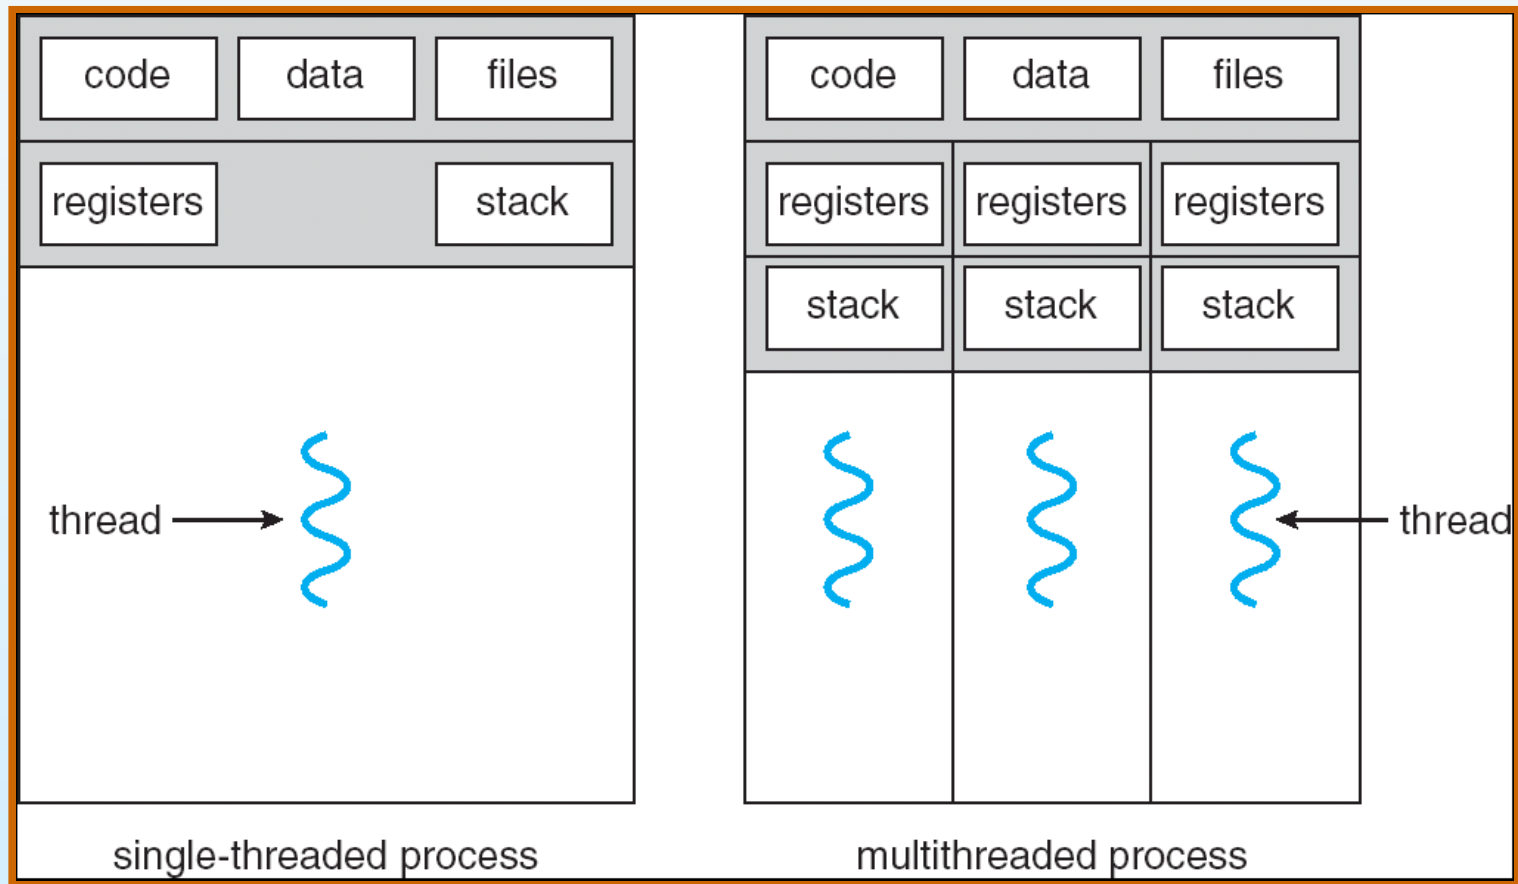 code data files
registers stack
thread
single-threaded process
code data files
registers registers registers
stack stack stack
thread
multithreaded process